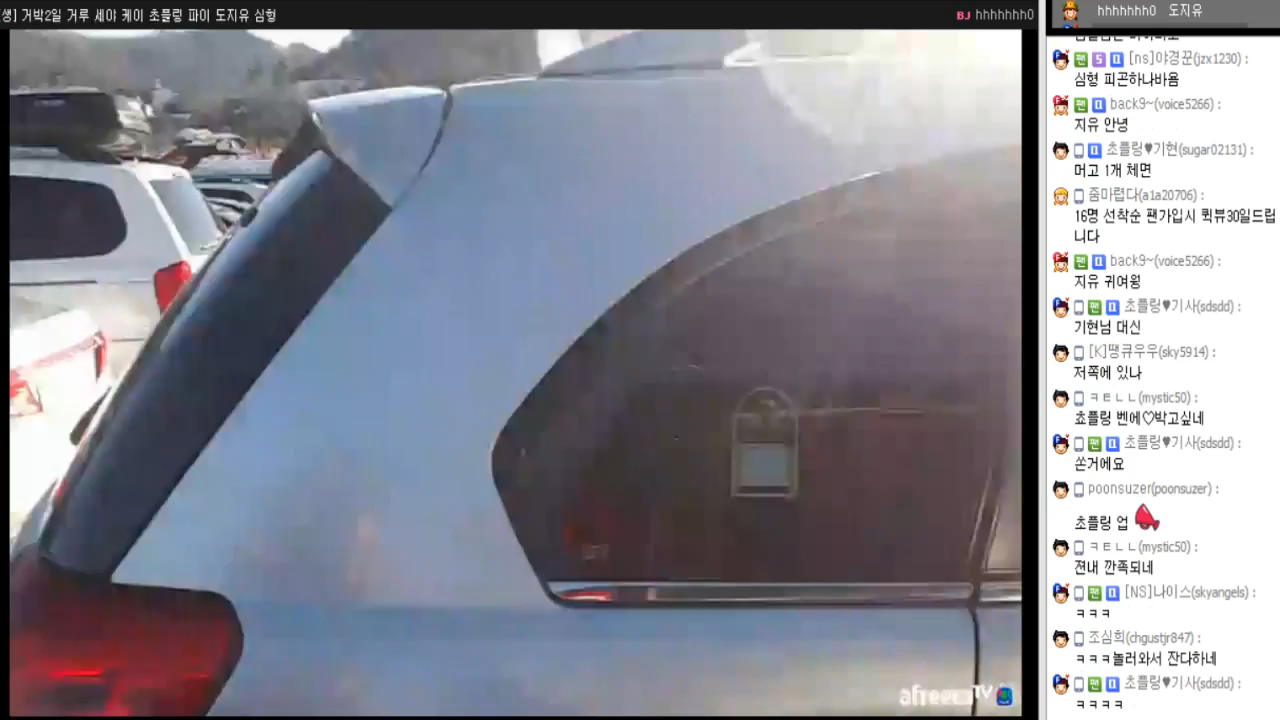 생] 거박2일 거루 세야 케이 초플링 파이 도지유 심형
BJ hhhhhhh0
hhhhhhh0 도지유
[ns]야경꾼(jzx1230) :
심형 피곤하나바욤
back9~(voice5266) :
지유 안녕
초플링♥기현(sugar02131) :
머고 1개 체면
줌마렵다(a1a20706) :
16명 선착순 팬가입시 퀵뷰30일드립
니다
back9~(voice5266) :
지유 귀여웡
초플링♥기사(sdsdd) :
기현님 대신
[K]땡큐우우(sky5914) :
저쪽에 있나
ㅋㅌㄴㄴ(mystic50) :
쵸플링 벤에♡박고싶네
초플링♥기사(sdsdd) :
쏜거에요
poonsuzer(poonsuzer) :
초플링 업
ㅋㅌㄴㄴ(mystic50) :
젼내 깐족되네
[NS]나이스(skyangels) :
ㅋㅋㅋ
조심희(chgustjr847) :
ㅋㅋㅋ놀러와서 잔다하네
초플링♥기사(sdsdd) :
ㅋㅋㅋㅋ
afreecaTV